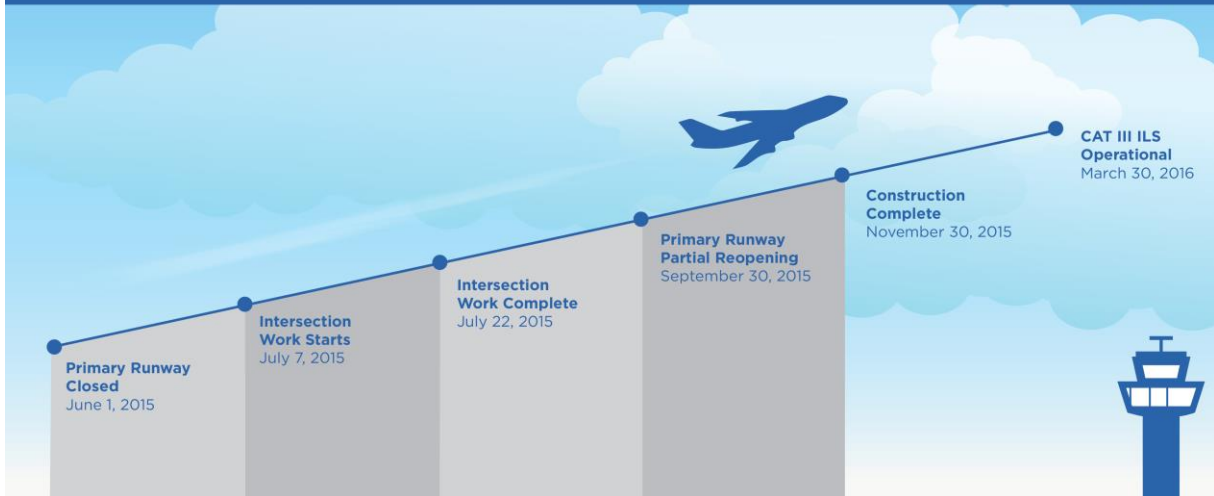 Primary Runway
Closed
June 1, 2015
Intersection
Work Starts
July 7, 2015
Intersection
Work Complete
July 22, 2015
Primary Runway
Partial Reopening
September 30, 2015
Construction
Complete
November 30, 2015
CAT III ILS
Operational
March 30, 2016